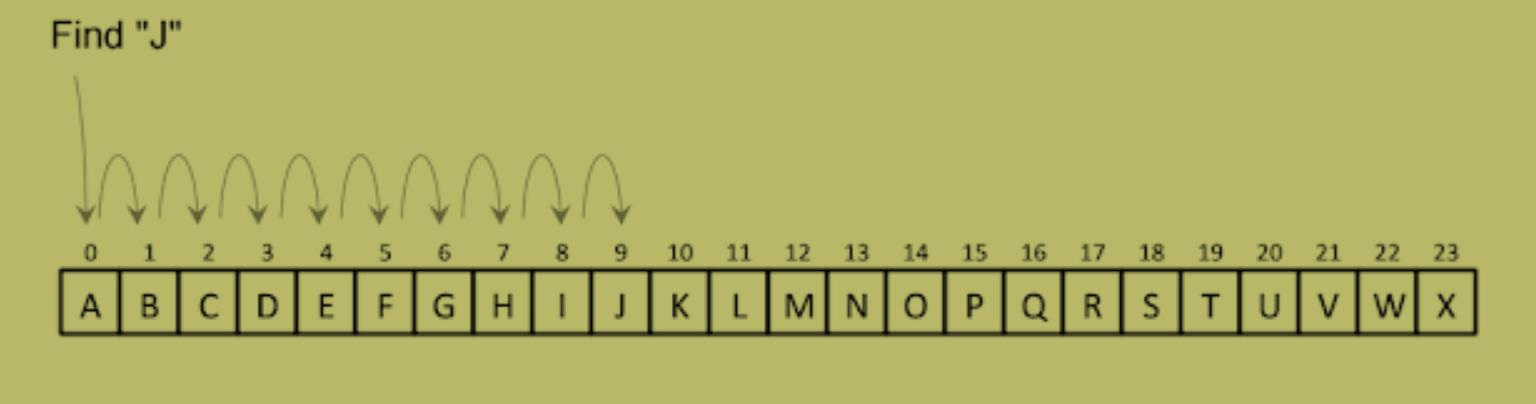 Find "J"
0 1 2 3 4 5 6 7 8 9 10 11 12 13 14 15 16 17 18 19 20 21 22 23
A B C D E F G H I J K L M N O P Q R S T U V W X